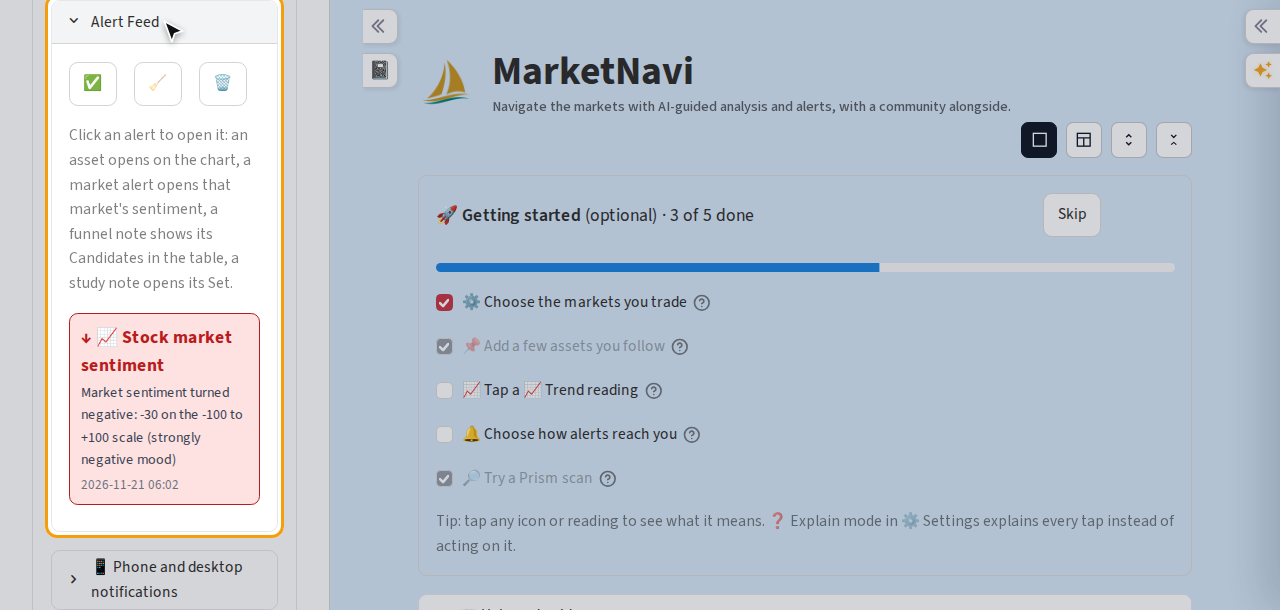 Alert Feed
Click an alert to open it: an
asset opens on the chart, a
market alert opens that
market's sentiment, a
funnel note shows its
Candidates in the table, a
study note opens its Set.
↓ 📈 Stock market
sentiment
Market sentiment turned
negative: -30 on the -100 to
+100 scale (strongly
negative mood)
2026-11-21 06:02
📱 Phone and desktop
notifications
MarketNavi
Navigate the markets with AI-guided analysis and alerts, with a community alongside.
🚀 Getting started (optional) · 3 of 5 done
Skip
⚙️ Choose the markets you trade
📌 Add a few assets you follow
📈 Tap a 📈 Trend reading
🔔 Choose how alerts reach you
🔎 Try a Prism scan
Tip: tap any icon or reading to see what it means. ❓ Explain mode in ⚙️ Settings explains every tap instead of
acting on it.